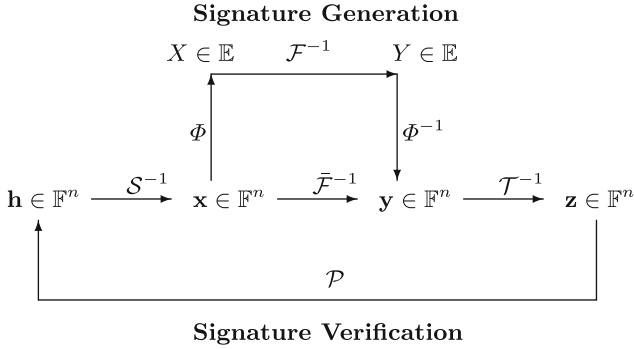 Signature Generation
X ∈ 𝔼 ℱ⁻¹ Y ∈ 𝔼
Φ Φ⁻¹
𝐡 ∈ 𝔽ⁿ 𝒮⁻¹ 𝐱 ∈ 𝔽ⁿ ℱ̄⁻¹ 𝐲 ∈ 𝔽ⁿ 𝒯⁻¹ 𝐳 ∈ 𝔽ⁿ
𝒫
Signature Verification